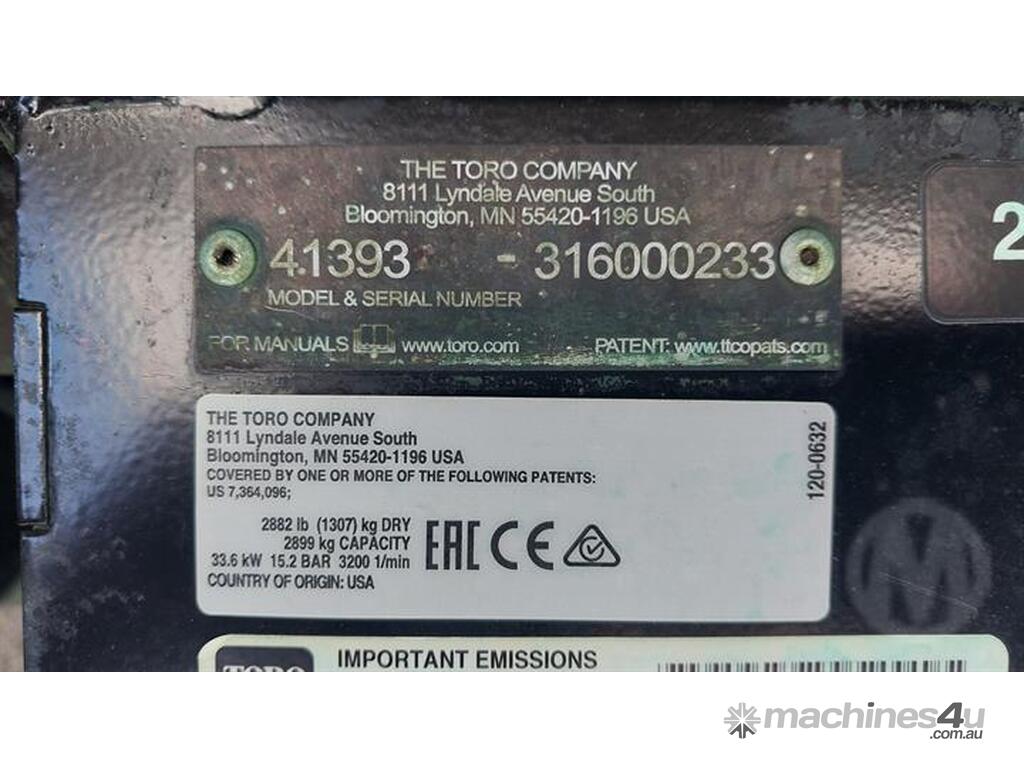 THE TORO COMPANY
8111 Lyndale Avenue South
Bloomington, MN 55420-1196 USA
41393 - 316000233
MODEL & SERIAL NUMBER
FOR MANUALS www.toro.com PATENT: www.ttcopats.com
2
THE TORO COMPANY
8111 Lyndale Avenue South
Bloomington, MN 55420-1196 USA
COVERED BY ONE OR MORE OF THE FOLLOWING PATENTS:
US 7,364,096;
2882 lb (1307) kg DRY
2899 kg CAPACITY
33.6 kW 15.2 BAR 3200 1/min
COUNTRY OF ORIGIN: USA
EAC CE
120-0632
M
TORO
IMPORTANT EMISSIONS
machines4u
.com.au